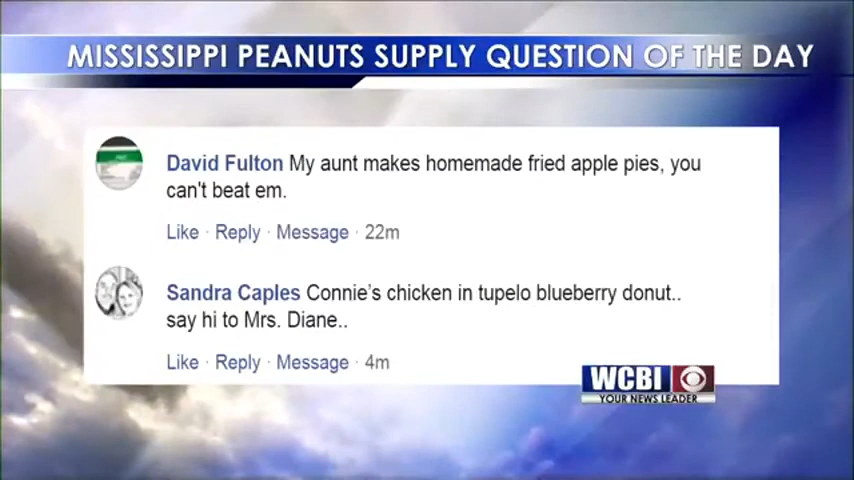 MISSISSIPPI PEANUTS SUPPLY QUESTION OF THE DAY
David Fulton My aunt makes homemade fried apple pies, you
can't beat em.
Like · Reply · Message · 22m
Sandra Caples Connie's chicken in tupelo blueberry donut..
say hi to Mrs. Diane..
Like · Reply · Message · 4m
WCBI
YOUR NEWS LEADER